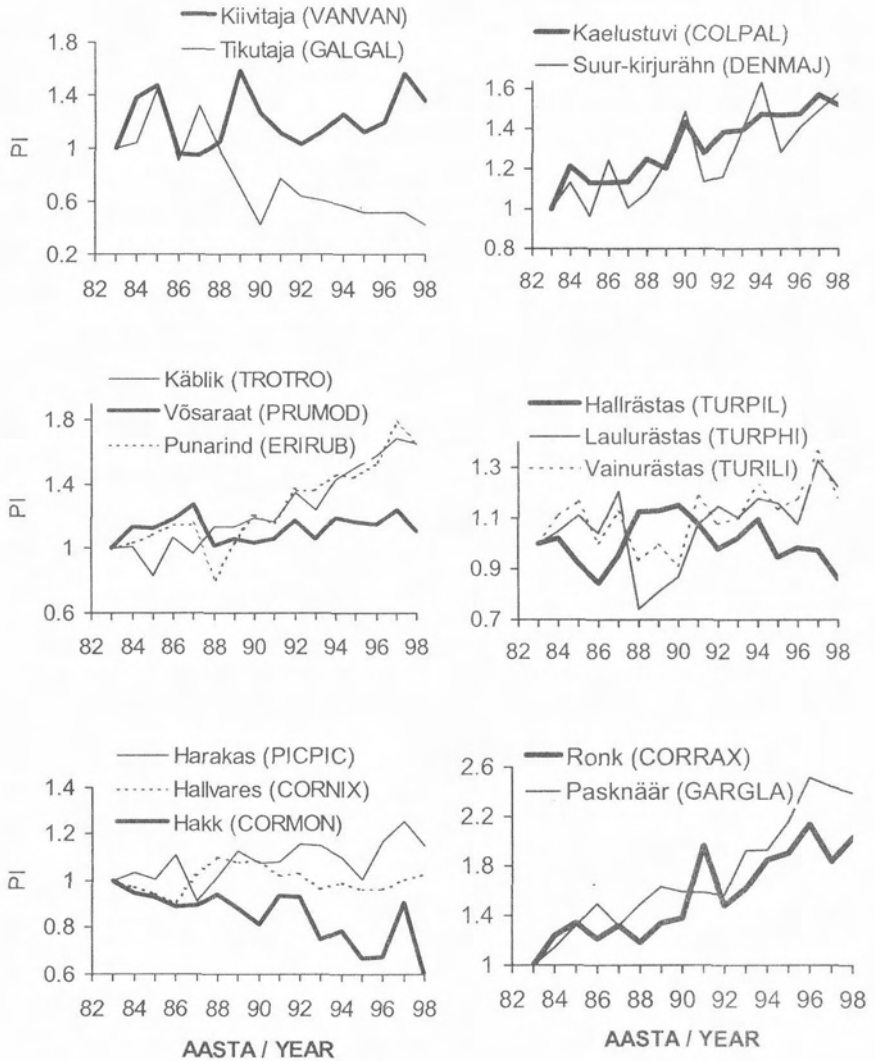 Kiivitaja (VANVAN)
Tikutaja (GALGAL)
1.8
1.4
1
0.6
0.2
PI
82 84 86 88 90 92 94 96 98
Kaelustuvi (COLPAL)
Suur-kirjurähn (DENMAJ)
1.6
1.4
1.2
1
0.8
82 84 86 88 90 92 94 96 98
Käblik (TROTRO)
Võsaraat (PRUMOD)
Punarind (ERIRUB)
1.8
1.4
1
0.6
PI
82 84 86 88 90 92 94 96 98
Hallrästas (TURPIL)
Laulurästas (TURPHI)
Vainurästas (TURILI)
1.3
1.1
0.9
0.7
82 84 86 88 90 92 94 96 98
Harakas (PICPIC)
Hallvares (CORNIX)
Hakk (CORMON)
1.4
1.2
1
0.8
0.6
PI
82 84 86 88 90 92 94 96 98
AASTA / YEAR
Ronk (CORRAX)
Pasknäär (GARGLA)
2.6
2.2
1.8
1.4
1
82 84 86 88 90 92 94 96 98
AASTA / YEAR